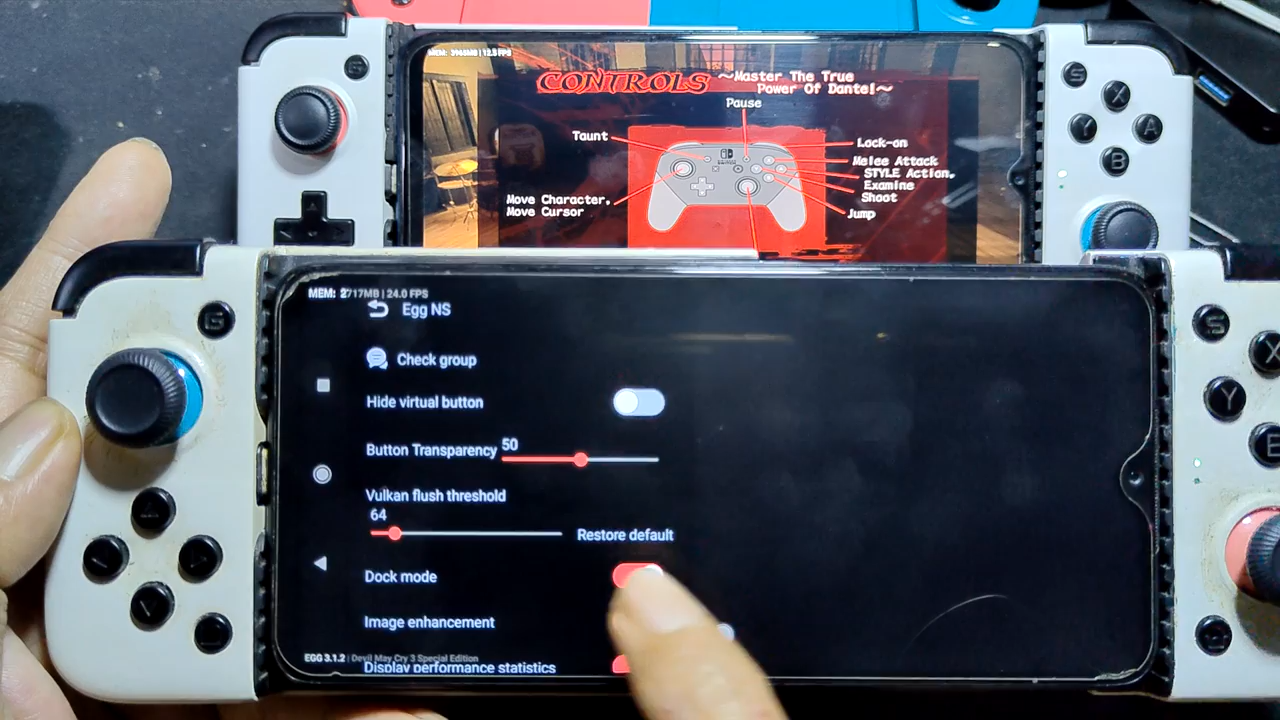 MEM: 3965MB | 12.5 FPS
CONTROLS ～Master The True
Power Of Dante!～
Pause
Taunt
Lock-on
Melee Attack
STYLE Action,
Examine
Shoot
Jump
Move Character,
Move Cursor
S
X
Y
A
B
MEM: 2717MB | 24.0 FPS
Egg NS
Check group
Hide virtual button
Button Transparency 50
Vulkan flush threshold
64
Restore default
Dock mode
Image enhancement
EGG 3.1.2 | Devil May Cry 3 Special Edition
Display performance statistics
G
S
X
Y